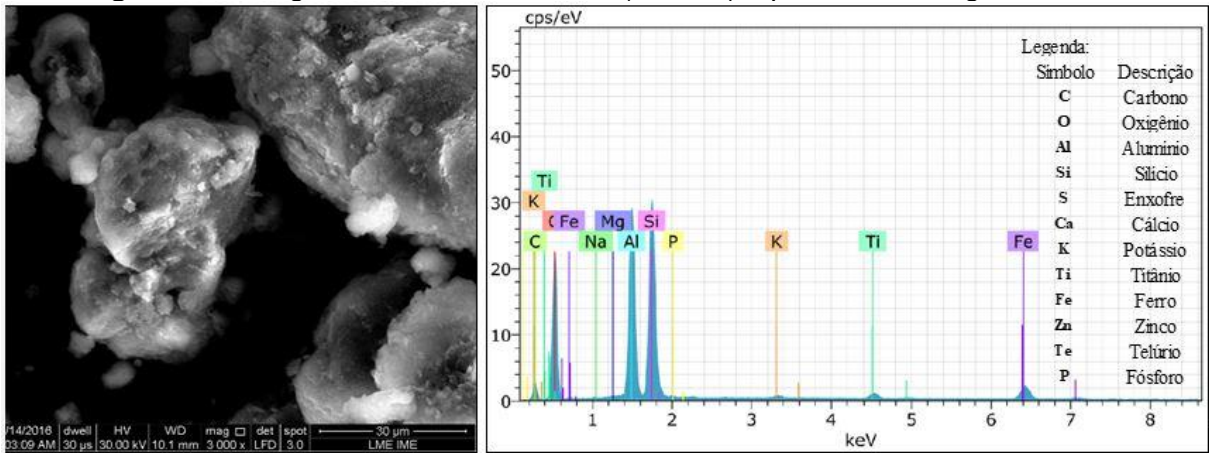 /14/2016 dwell HV WD mag □ det spot 30 µm
03:09 AM 30 µs 30.00 kV 10.1 mm 3 000 x LFD 3.0 LME IME
cps/eV
50
40
30
20
10
0
Ti
K
Fe Mg Si
C Na Al P K Ti Fe
1 2 3 4 5 6 7 8
keV
Legenda:
Simbolo Descrição
C Carbono
O Oxigênio
Al Aluminio
Si Silicio
S Enxofre
Ca Cálcio
K Potássio
Ti Titânio
Fe Ferro
Zn Zinco
Te Telúrio
P Fósforo